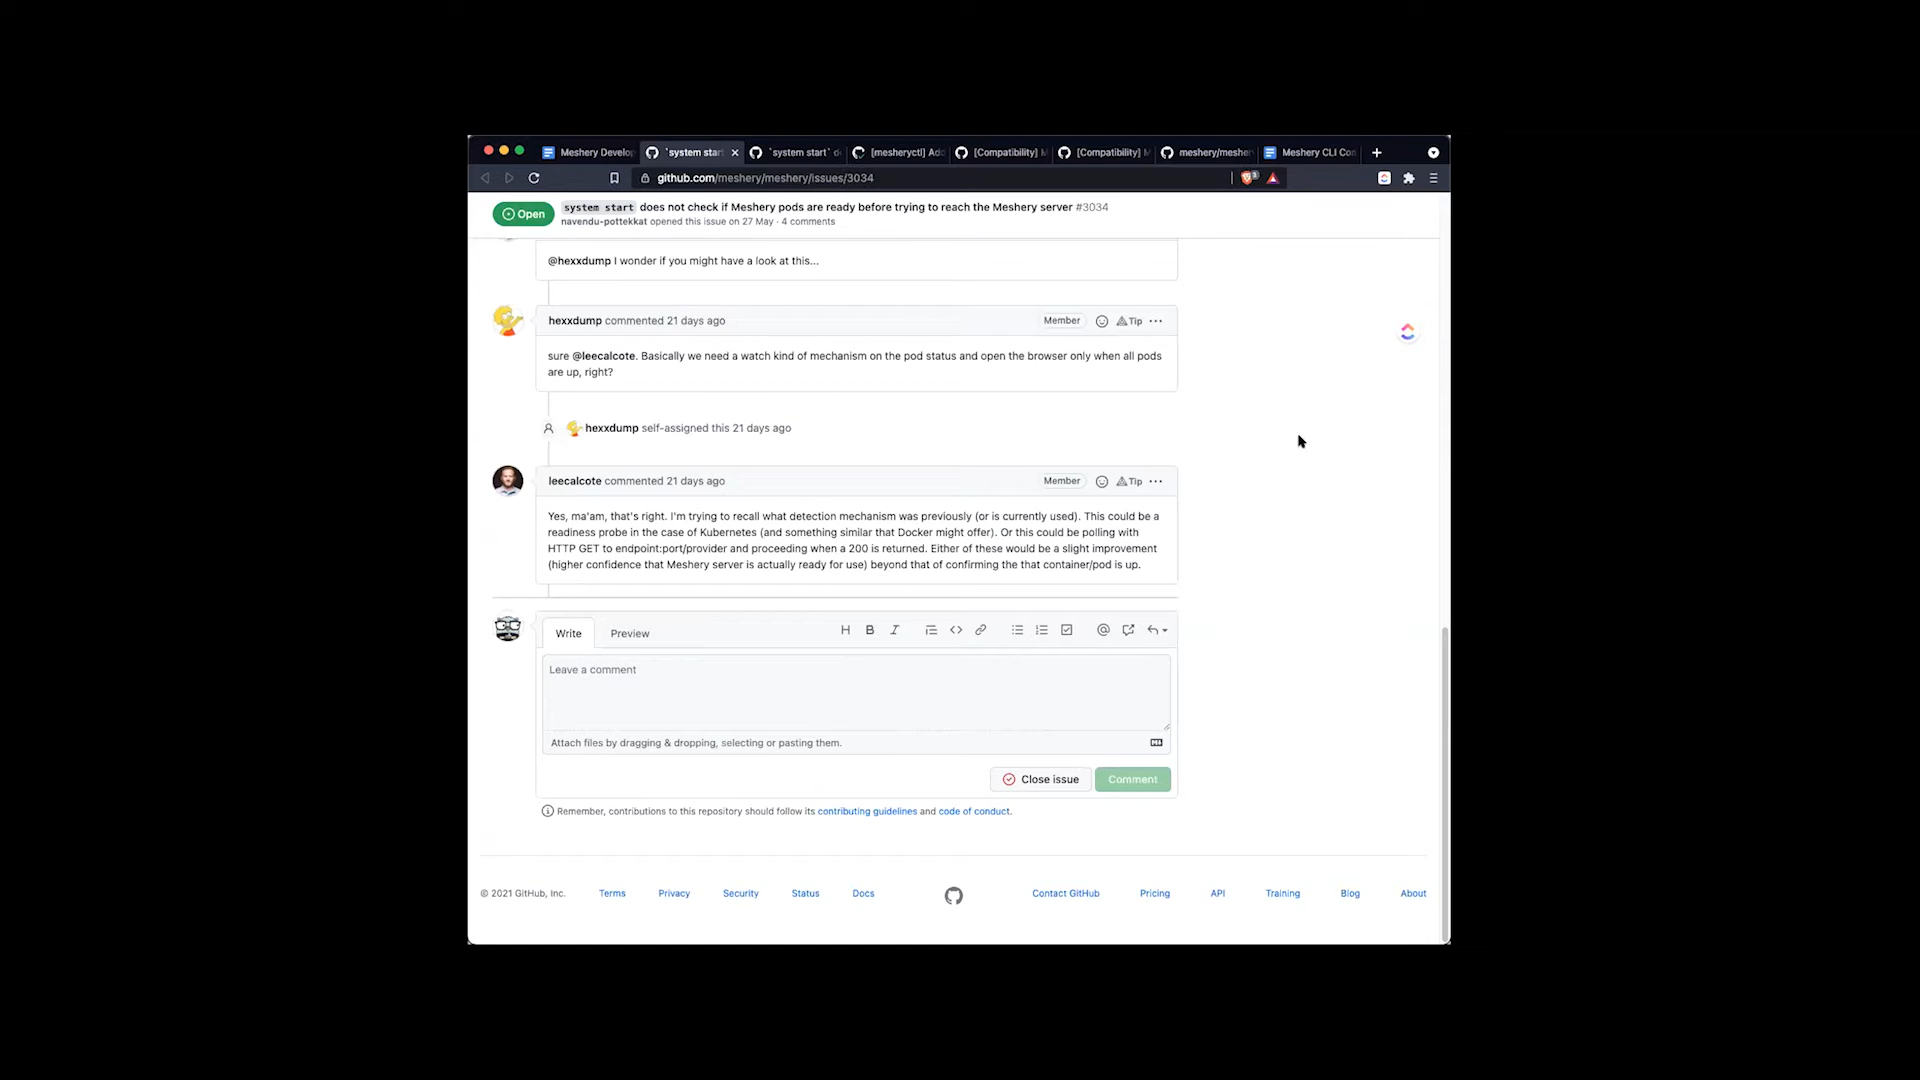 Meshery Develo
`system star
`system start` d
[mesheryctl] Ad
[Compatibility] M
[Compatibility] M
meshery/mesher
Meshery CLI Con
github.com/meshery/meshery/issues/3034
Open
system start does not check if Meshery pods are ready before trying to reach the Meshery server #3034
navendu-pottekkat opened this issue on 27 May · 4 comments
@hexxdump I wonder if you might have a look at this...
hexxdump commented 21 days ago
Member
Tip
sure @leecalcote. Basically we need a watch kind of mechanism on the pod status and open the browser only when all pods
are up, right?
hexxdump self-assigned this 21 days ago
leecalcote commented 21 days ago
Member
Tip
Yes, ma'am, that's right. I'm trying to recall what detection mechanism was previously (or is currently used). This could be a
readiness probe in the case of Kubernetes (and something similar that Docker might offer). Or this could be polling with
HTTP GET to endpoint:port/provider and proceeding when a 200 is returned. Either of these would be a slight improvement
(higher confidence that Meshery server is actually ready for use) beyond that of confirming the that container/pod is up.
Write
Preview
Leave a comment
Attach files by dragging & dropping, selecting or pasting them.
Close issue
Comment
Remember, contributions to this repository should follow its contributing guidelines and code of conduct.
© 2021 GitHub, Inc.
Terms
Privacy
Security
Status
Docs
Contact GitHub
Pricing
API
Training
Blog
About